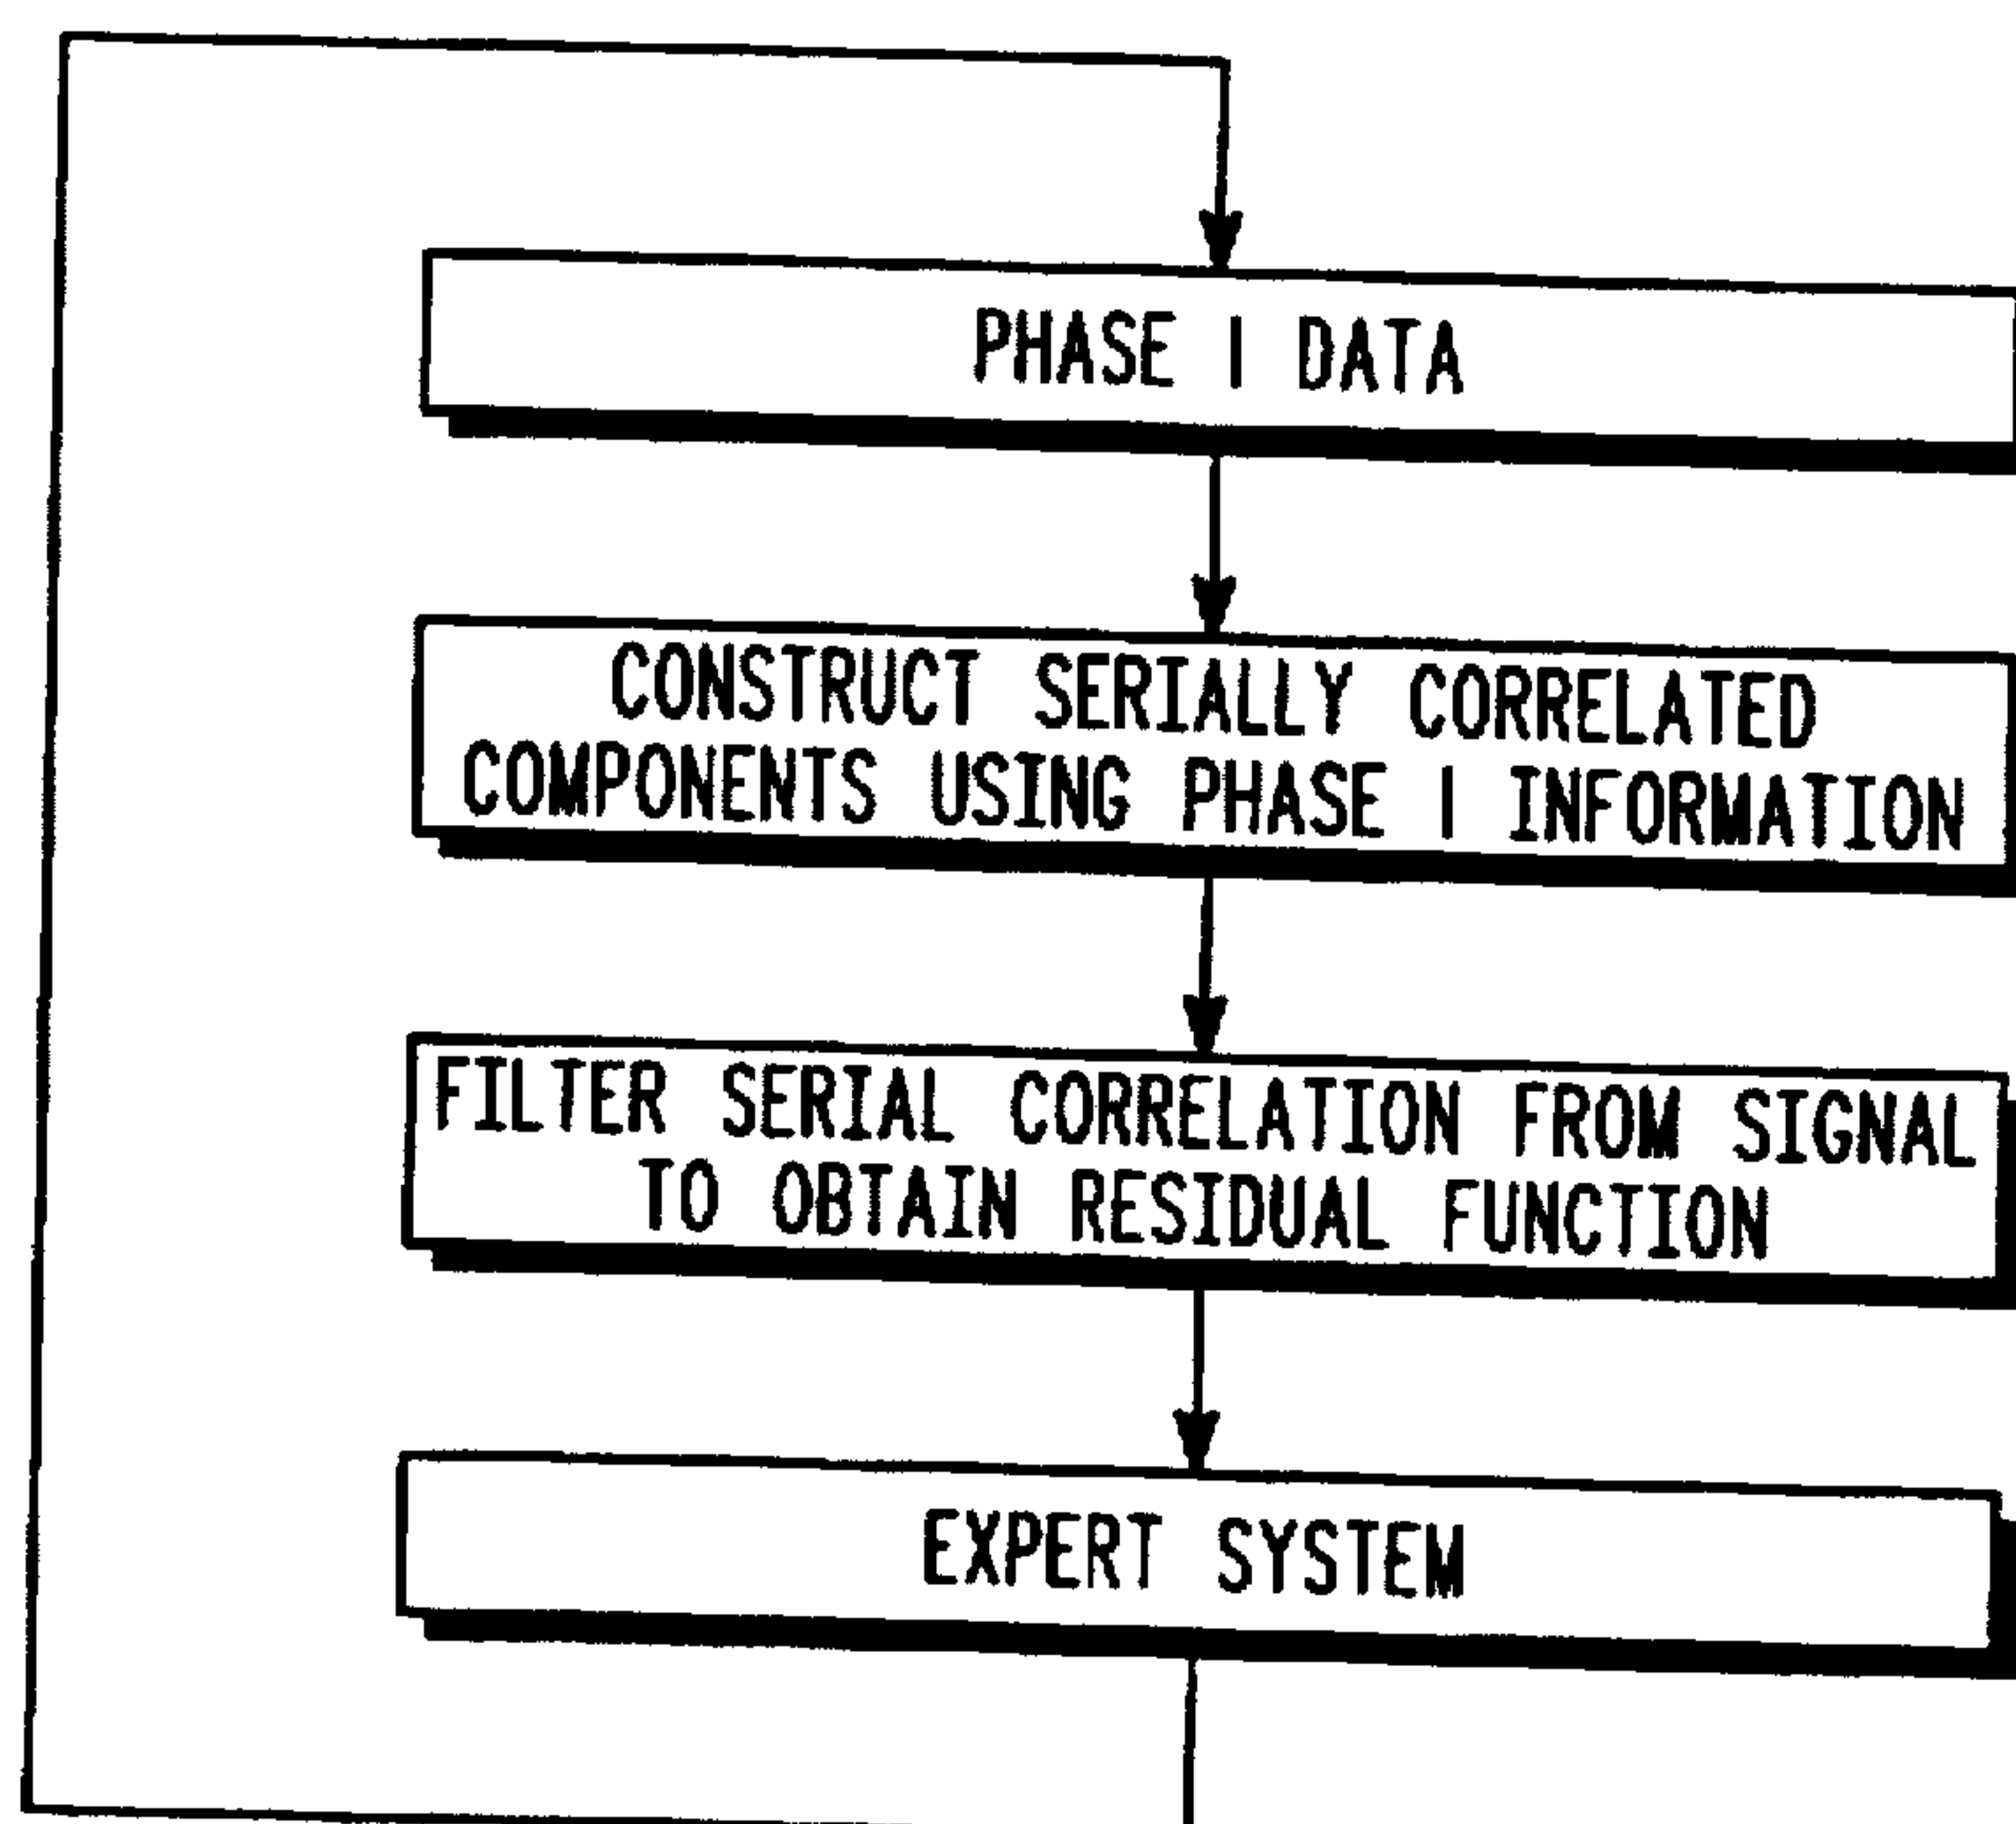 PHASE I DATA
CONSTRUCT SERIALLY CORRELATED
COMPONENTS USING PHASE I INFORMATION
FILTER SERIAL CORRELATION FROM SIGNAL
TO OBTAIN RESIDUAL FUNCTION
EXPERT SYSTEM